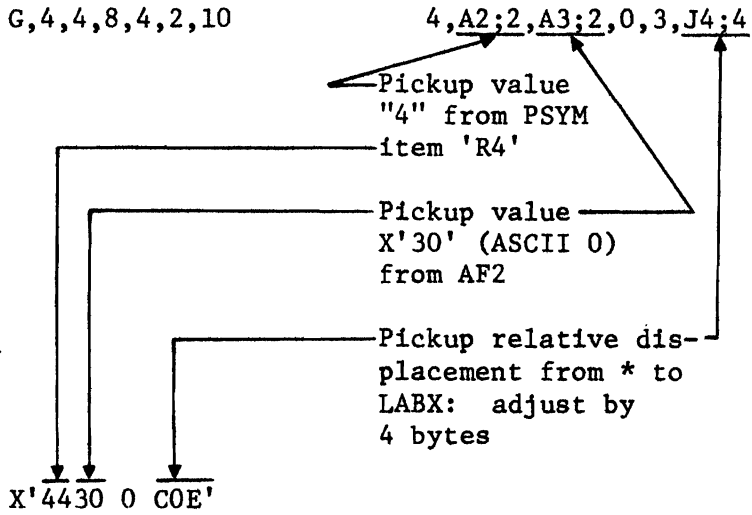 G,4,4,8,4,2,10 4,A2;2,A3;2,0,3,J4;4
Pickup value
"4" from PSYM
item 'R4'
Pickup value
X'30' (ASCII 0)
from AF2
Pickup relative dis-
placement from * to
LABX: adjust by
4 bytes
X'4430 0 C0E'